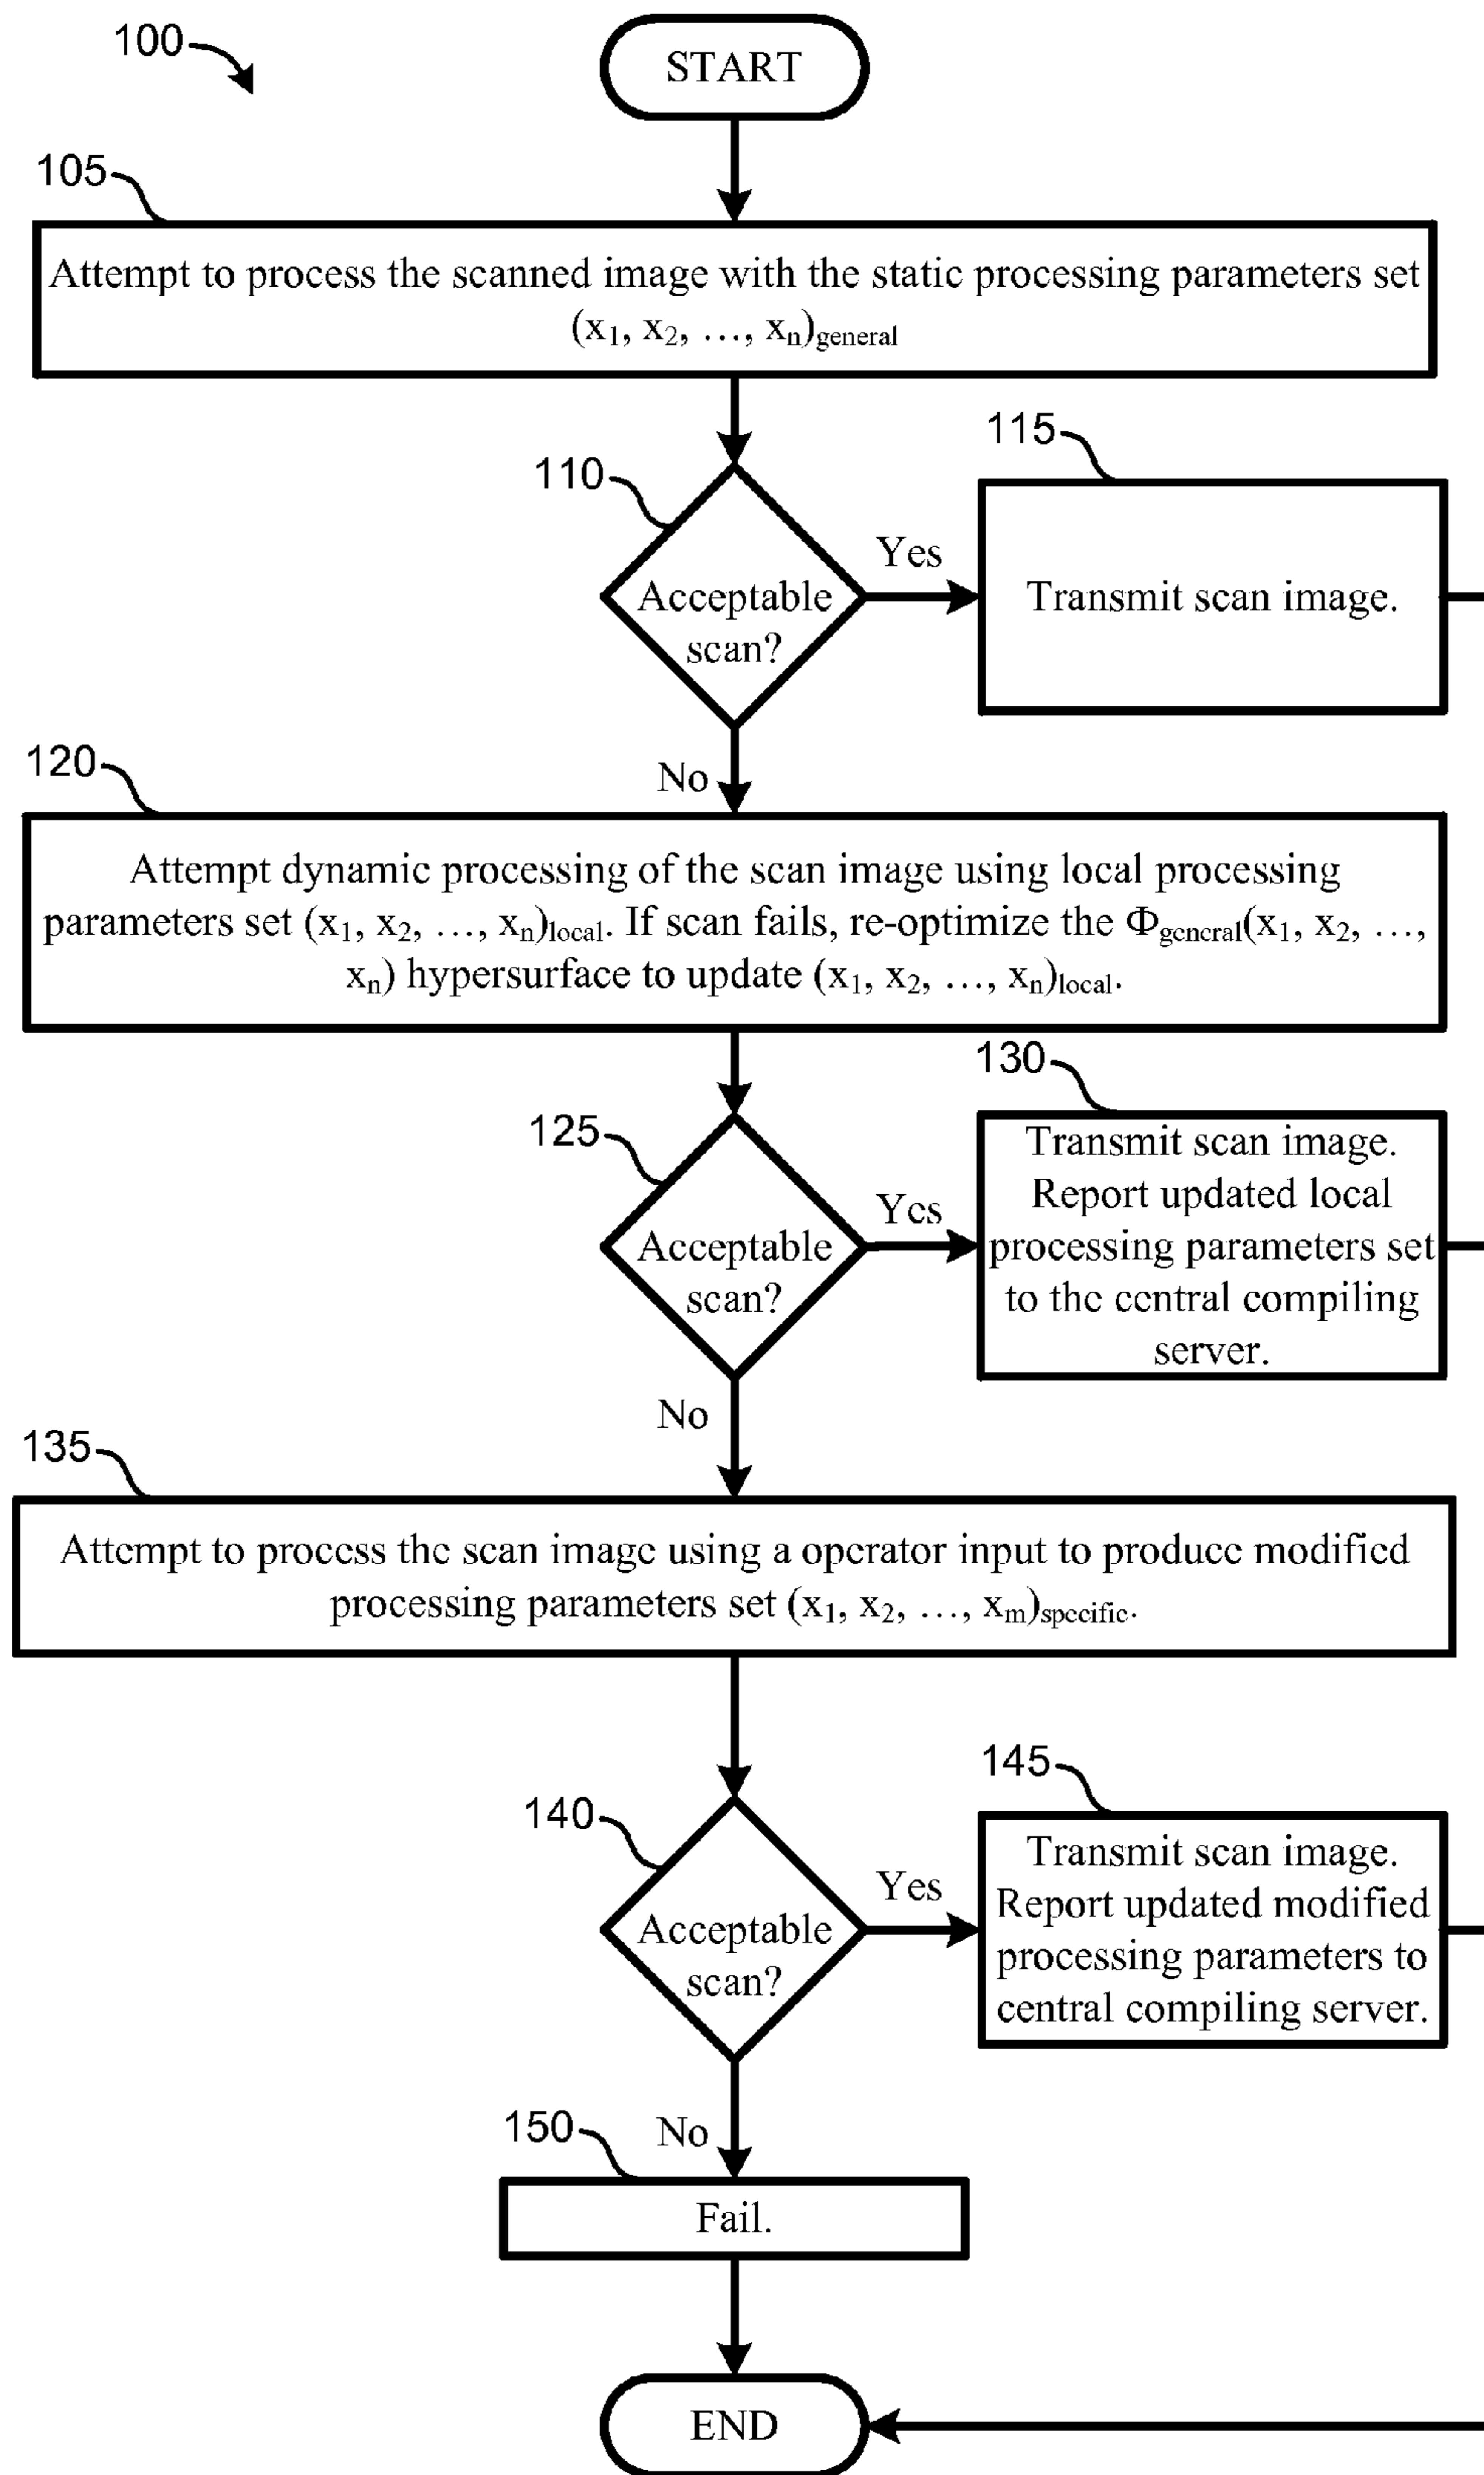 100
START
105
Attempt to process the scanned image with the static processing parameters set
(x₁, x₂, …, xₙ)general
110
Acceptable
scan?
Yes
115
Transmit scan image.
No
120
Attempt dynamic processing of the scan image using local processing
parameters set (x₁, x₂, …, xₙ)local. If scan fails, re-optimize the Φgeneral(x₁, x₂, …,
xₙ) hypersurface to update (x₁, x₂, …, xₙ)local.
125
Acceptable
scan?
Yes
130
Transmit scan image.
Report updated local
processing parameters set
to the central compiling
server.
No
135
Attempt to process the scan image using a operator input to produce modified
processing parameters set (x₁, x₂, …, xₘ)specific.
140
Acceptable
scan?
Yes
145
Transmit scan image.
Report updated modified
processing parameters to
central compiling server.
No
150
Fail.
END